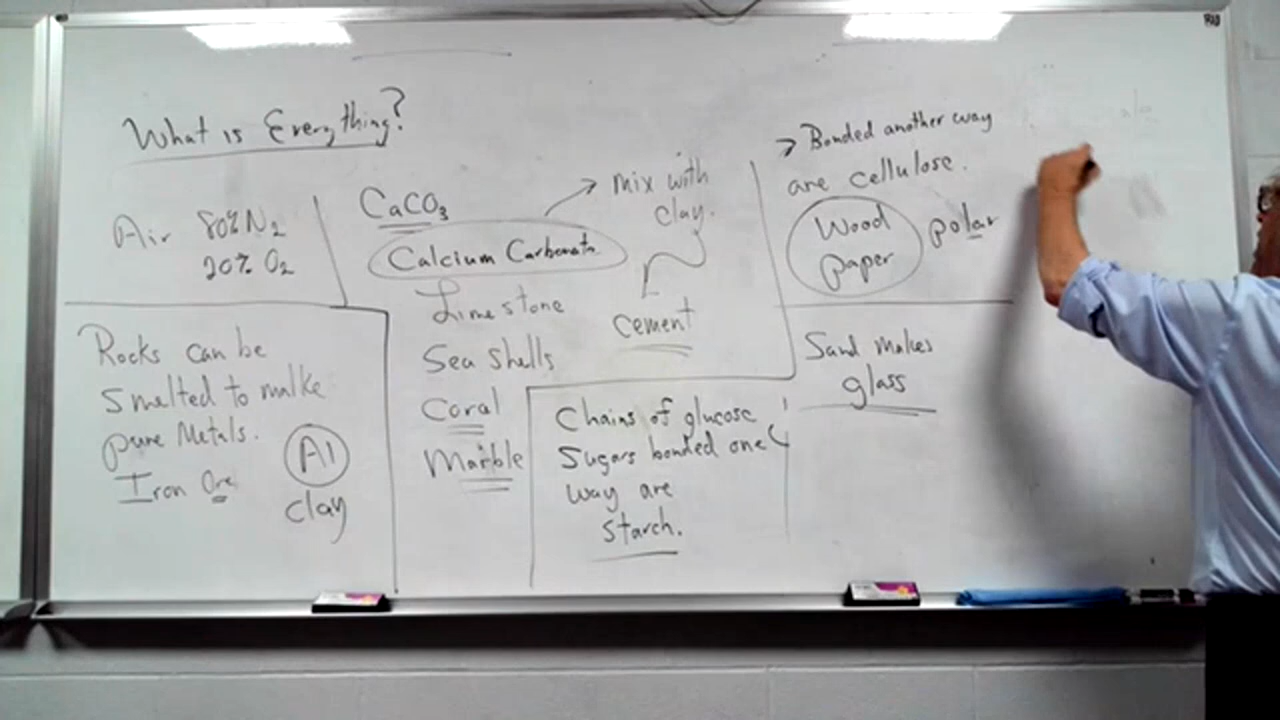 What is Everything?
Air 80% N2
20% O2
Rocks can be
Smelted to malke
pure Metals.
Iron Ore
Al
clay
CaCO3
Calcium Carbonate
Limestone
Sea Shells
Coral
Marble
mix with
clay.
cement
Chains of glucose
Sugars bonded one
way are
starch.
> Bonded another way
are cellulose.
Wood
paper
polar
Sand makes
glass